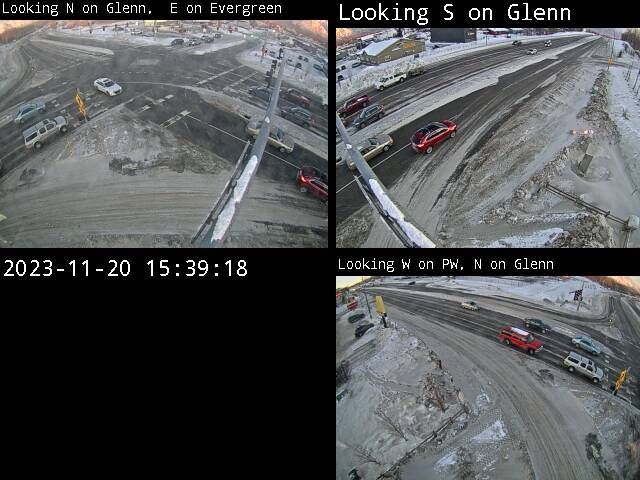 Looking N on Glenn, E on Evergreen
Looking S on Glenn
2023-11-20 15:39:18
Looking W on PW, N on Glenn